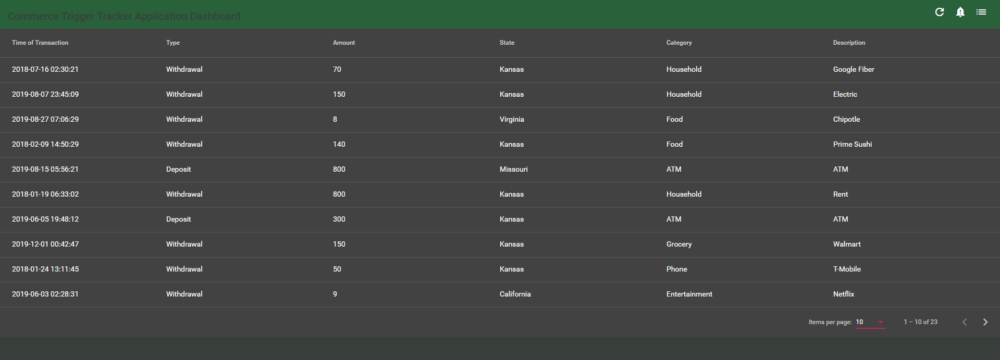 Commerce Trigger Tracker Application Dashboard
Time of Transaction Type Amount State Category Description
2018-07-16 02:30:21 Withdrawal 70 Kansas Household Google Fiber
2019-08-07 23:45:09 Withdrawal 150 Kansas Household Electric
2019-08-27 07:06:29 Withdrawal 8 Virginia Food Chipotle
2018-02-09 14:50:29 Withdrawal 140 Kansas Food Prime Sushi
2019-08-15 05:56:21 Deposit 800 Missouri ATM ATM
2018-01-19 06:33:02 Withdrawal 800 Kansas Household Rent
2019-06-05 19:48:12 Deposit 300 Kansas ATM ATM
2019-12-01 00:42:47 Withdrawal 150 Kansas Grocery Walmart
2018-01-24 13:11:45 Withdrawal 50 Kansas Phone T-Mobile
2019-06-03 02:28:31 Withdrawal 9 California Entertainment Netflix
Items per page: 10 1 – 10 of 23